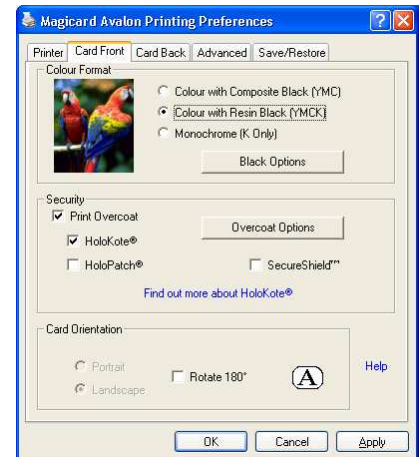 Magicard Avalon Printing Preferences
Printer Card Front Card Back Advanced Save/Restore
Colour Format
Colour with Composite Black (YMC)
Colour with Resin Black (YMCK)
Monochrome (K Only)
Black Options
Security
Print Overcoat
Overcoat Options
HoloKote®
HoloPatch®
SecureShield™
Find out more about HoloKote®
Card Orientation
Portrait
Landscape
Rotate 180°
A
Help
OK Cancel Apply